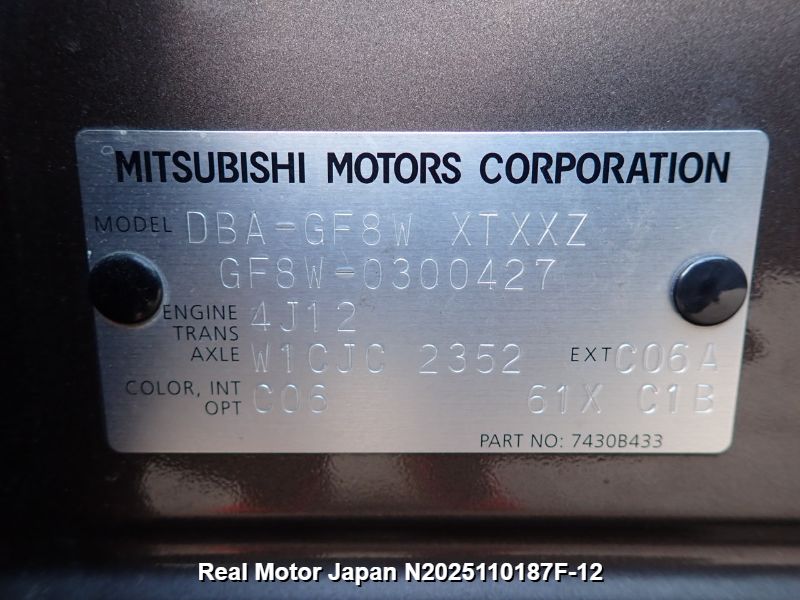 MITSUBISHI MOTORS CORPORATION
MODEL DBA-GF8W XTXXZ
GF8W-0300427
ENGINE 4J12
TRANS
AXLE W1CJC 2352 EXT C06A
COLOR, INT C06 61X C1B
OPT
PART NO: 7430B433
Real Motor Japan N2025110187F-12